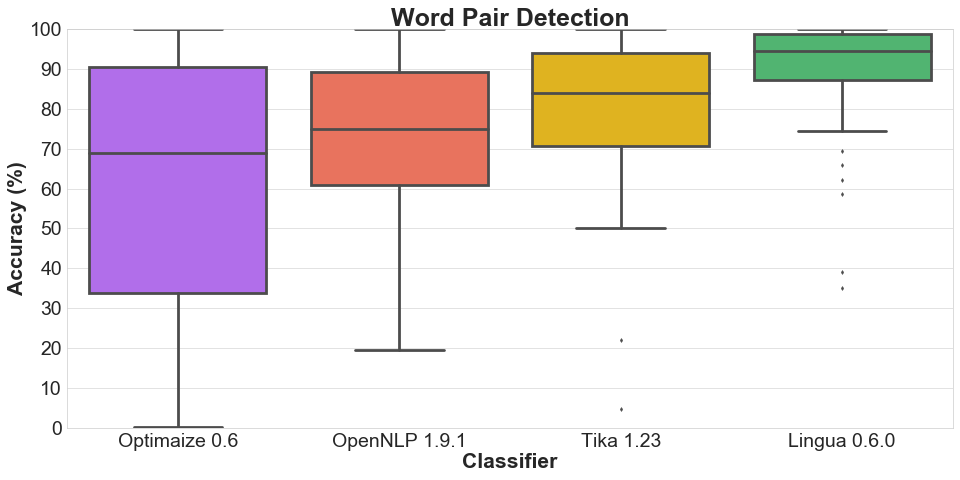 Word Pair Detection
Accuracy (%)
100
90
80
70
60
50
40
30
20
10
0
Optimaize 0.6 OpenNLP 1.9.1 Tika 1.23 Lingua 0.6.0
Classifier